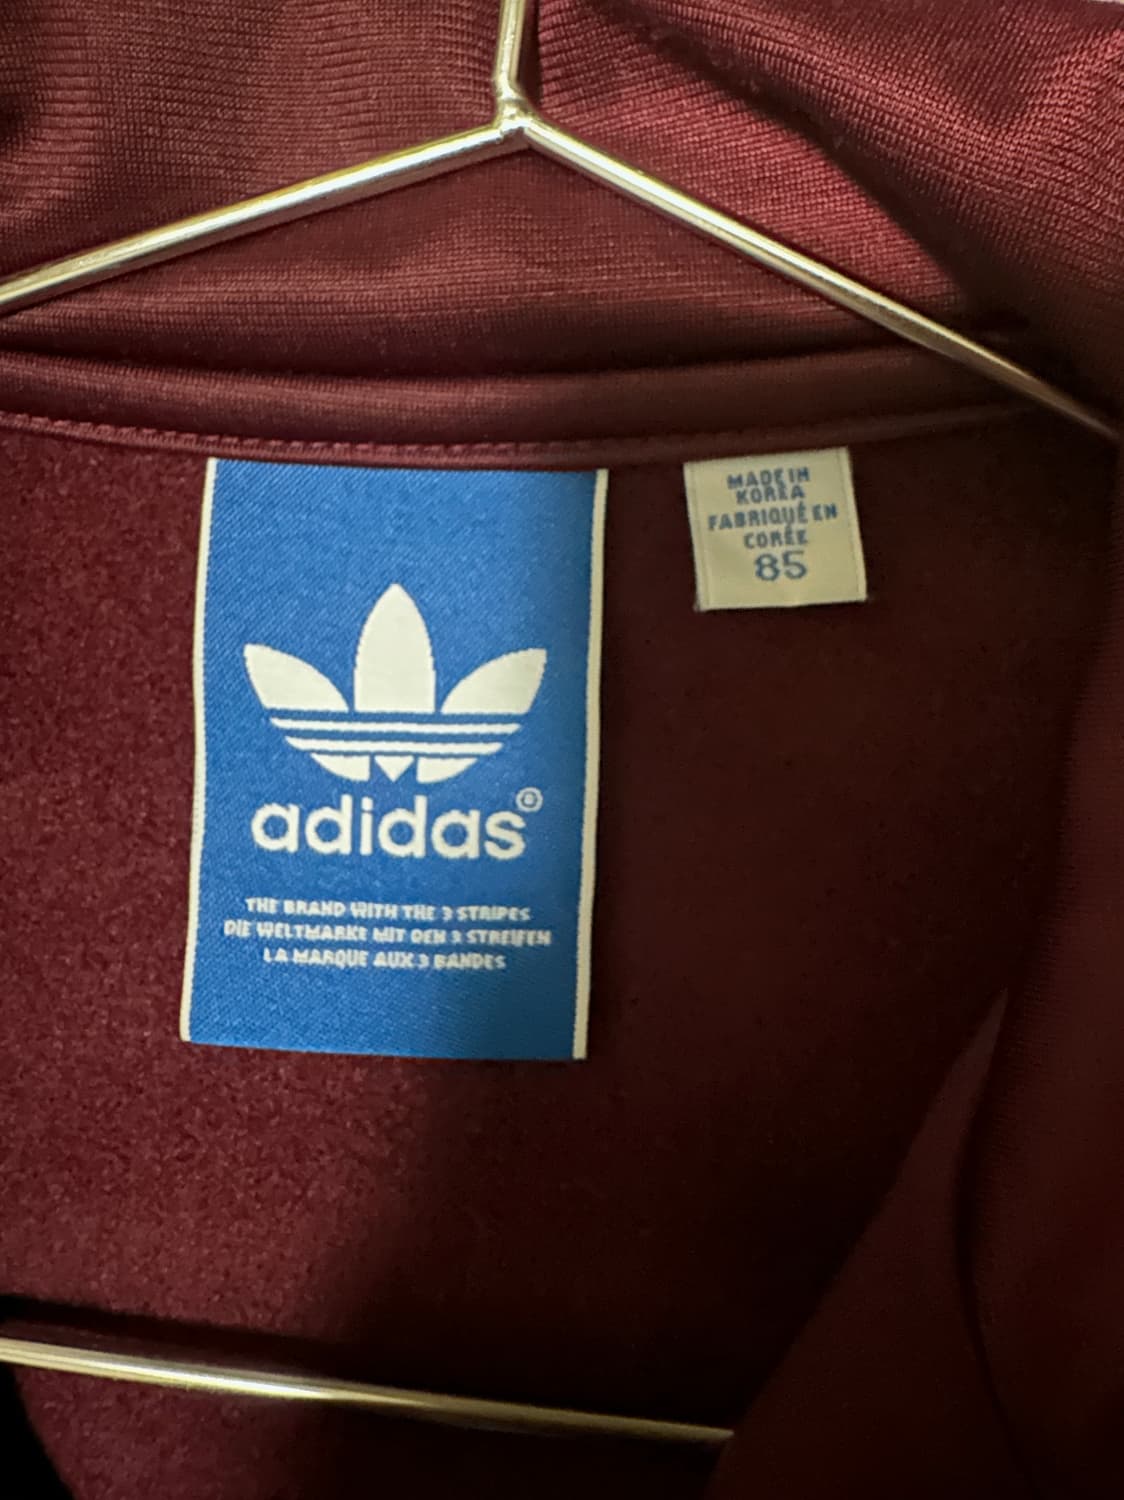 adidas®
THE BRAND WITH THE 3 STRIPES
DIE WELTMARKE MIT DEN 3 STREIFEN
LA MARQUE AUX 3 BANDES
MADE IN
KOREA
FABRIQUÉ EN
CORÉE
85